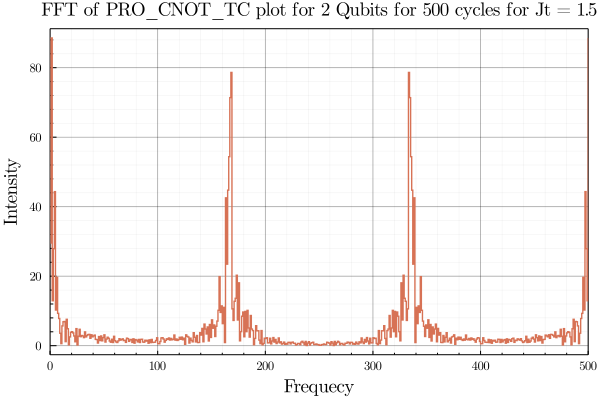 FFT of PRO_CNOT_TC plot for 2 Qubits for 500 cycles for Jt = 1.5
80
60
40
20
0
Intensity
0 100 200 300 400 500
Frequecy